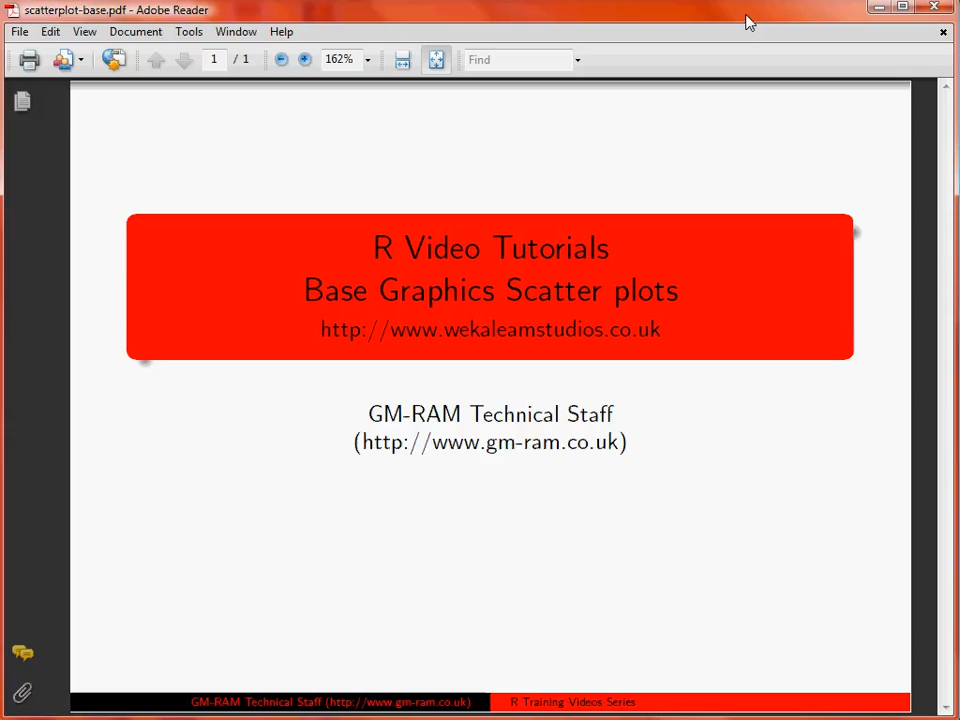 scatterplot-base.pdf - Adobe Reader
File Edit View Document Tools Window Help
1 / 1 162% Find
R Video Tutorials
Base Graphics Scatter plots
http://www.wekaleamstudios.co.uk
GM-RAM Technical Staff
(http://www.gm-ram.co.uk)
GM-RAM Technical Staff (http://www.gm-ram.co.uk) R Training Videos Series